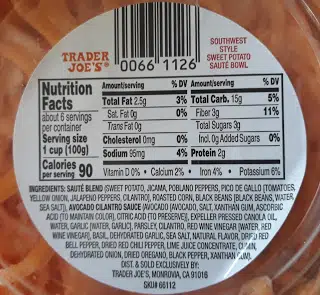 TRADER JOE'S®
0066 1126
SOUTHWEST
STYLE
SWEET POTATO
SAUTÉ BOWL
Nutrition
Facts
about 6 servings
per container
Serving size
1 cup (100g)
Calories
per serving 90
Amount/serving % DV
Total Fat 2.5g 3%
Sat. Fat 0g 0%
Trans Fat 0g
Cholesterol 0mg 0%
Sodium 95mg 4%
Amount/serving % DV
Total Carb. 15g 5%
Fiber 3g 11%
Total Sugars 3g
Incl. 0g Added Sugars 0%
Protein 2g
Vitamin D 0% • Calcium 2% • Iron 4% • Potassium 6%
INGREDIENTS: SAUTÉ BLEND (SWEET POTATO, JICAMA, POBLANO PEPPERS, PICO DE GALLO [TOMATOES,
YELLOW ONION, JALAPENO PEPPERS, CILANTRO], ROASTED CORN, BLACK BEANS [BLACK BEANS, WATER,
SEA SALT]), AVOCADO CILANTRO SAUCE (AVOCADO [AVOCADO, SALT, XANTHAN GUM, ASCORBIC
ACID {TO MAINTAIN COLOR}, CITRIC ACID {TO PRESERVE}], EXPELLER PRESSED CANOLA OIL,
WATER, GARLIC [WATER, GARLIC], PARSLEY, CILANTRO, RED WINE VINEGAR [WATER, RED
WINE VINEGAR], BASIL, DEHYDRATED GARLIC, SEA SALT, NATURAL FLAVOR, DRIED RED
BELL PEPPER, DRIED RED CHILI PEPPER, LIME JUICE CONCENTRATE, CUMIN,
DEHYDRATED ONION, DRIED OREGANO, BLACK PEPPER, XANTHAN GUM).
DIST. & SOLD EXCLUSIVELY BY:
TRADER JOE'S, MONROVIA, CA 91016
SKU# 66112